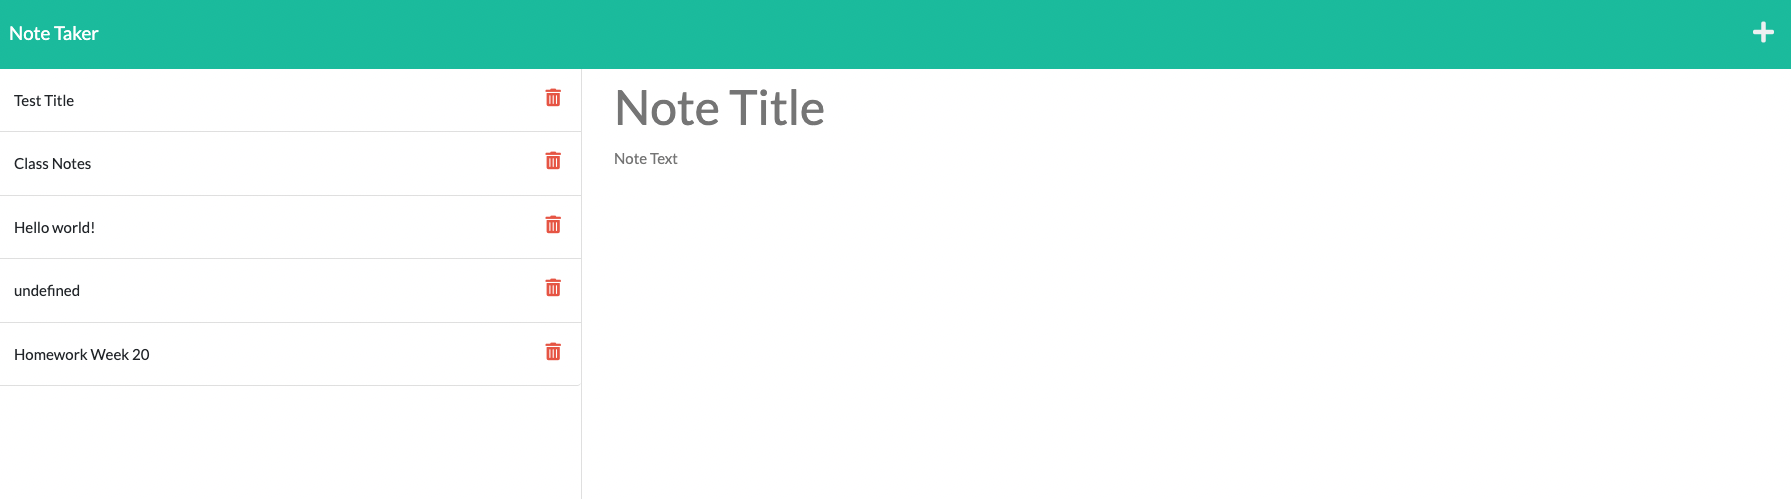 Note Taker
Test Title
Class Notes
Hello world!
undefined
Homework Week 20
Note Title
Note Text